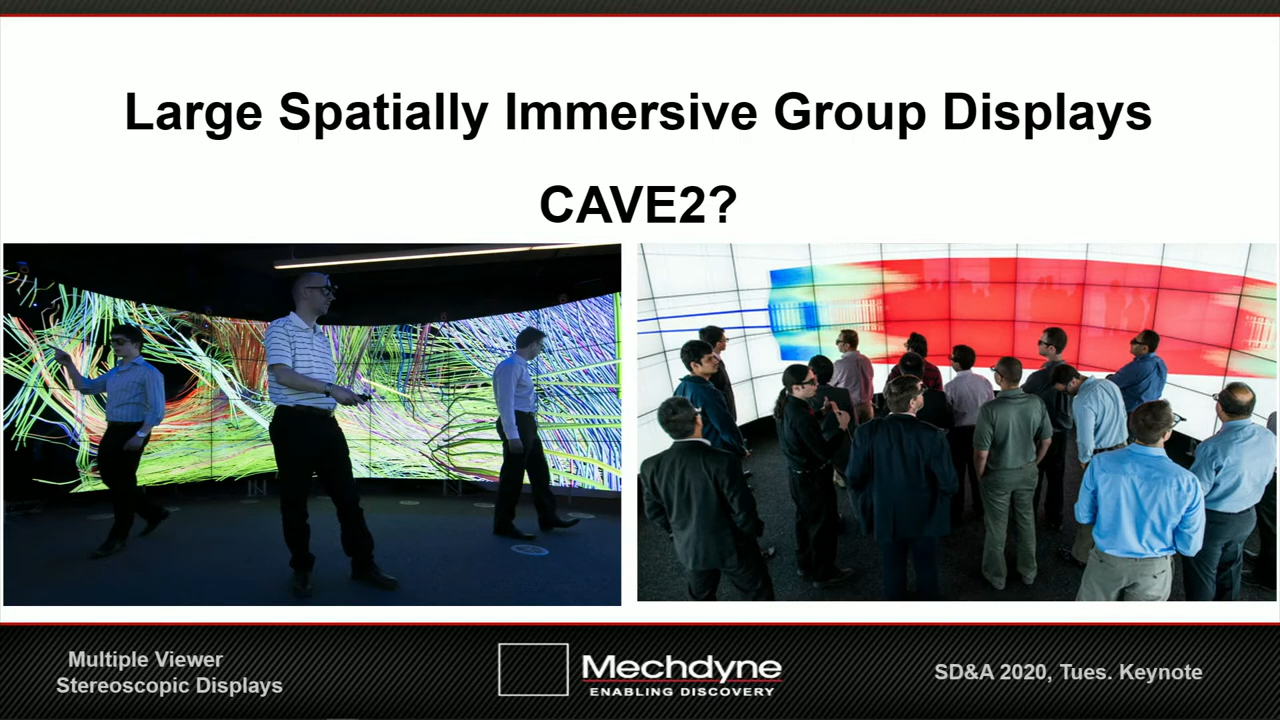 Large Spatially Immersive Group Displays
CAVE2?
Multiple Viewer
Stereoscopic Displays
Mechdyne
ENABLING DISCOVERY
SD&A 2020, Tues. Keynote